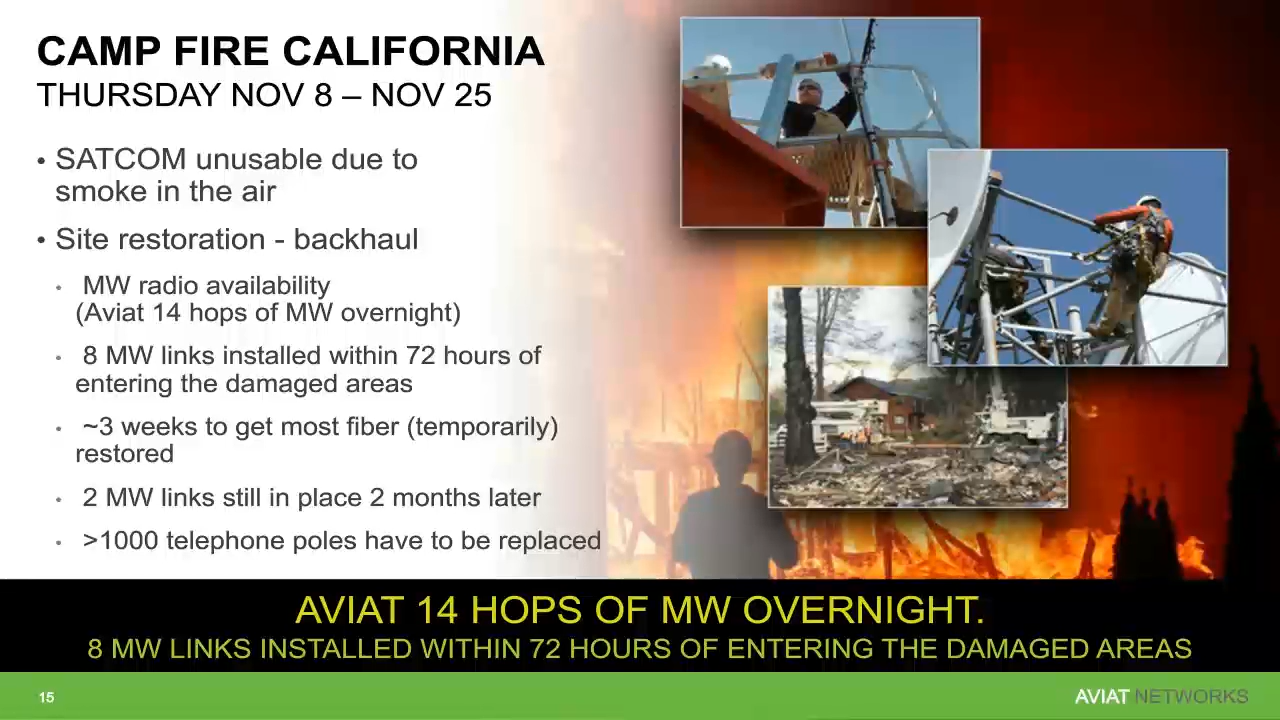 CAMP FIRE CALIFORNIA
THURSDAY NOV 8 – NOV 25
• SATCOM unusable due to
smoke in the air
• Site restoration - backhaul
• MW radio availability
(Aviat 14 hops of MW overnight)
• 8 MW links installed within 72 hours of
entering the damaged areas
• ~3 weeks to get most fiber (temporarily)
restored
• 2 MW links still in place 2 months later
• >1000 telephone poles have to be replaced
AVIAT 14 HOPS OF MW OVERNIGHT.
8 MW LINKS INSTALLED WITHIN 72 HOURS OF ENTERING THE DAMAGED AREAS
15
AVIAT NETWORKS